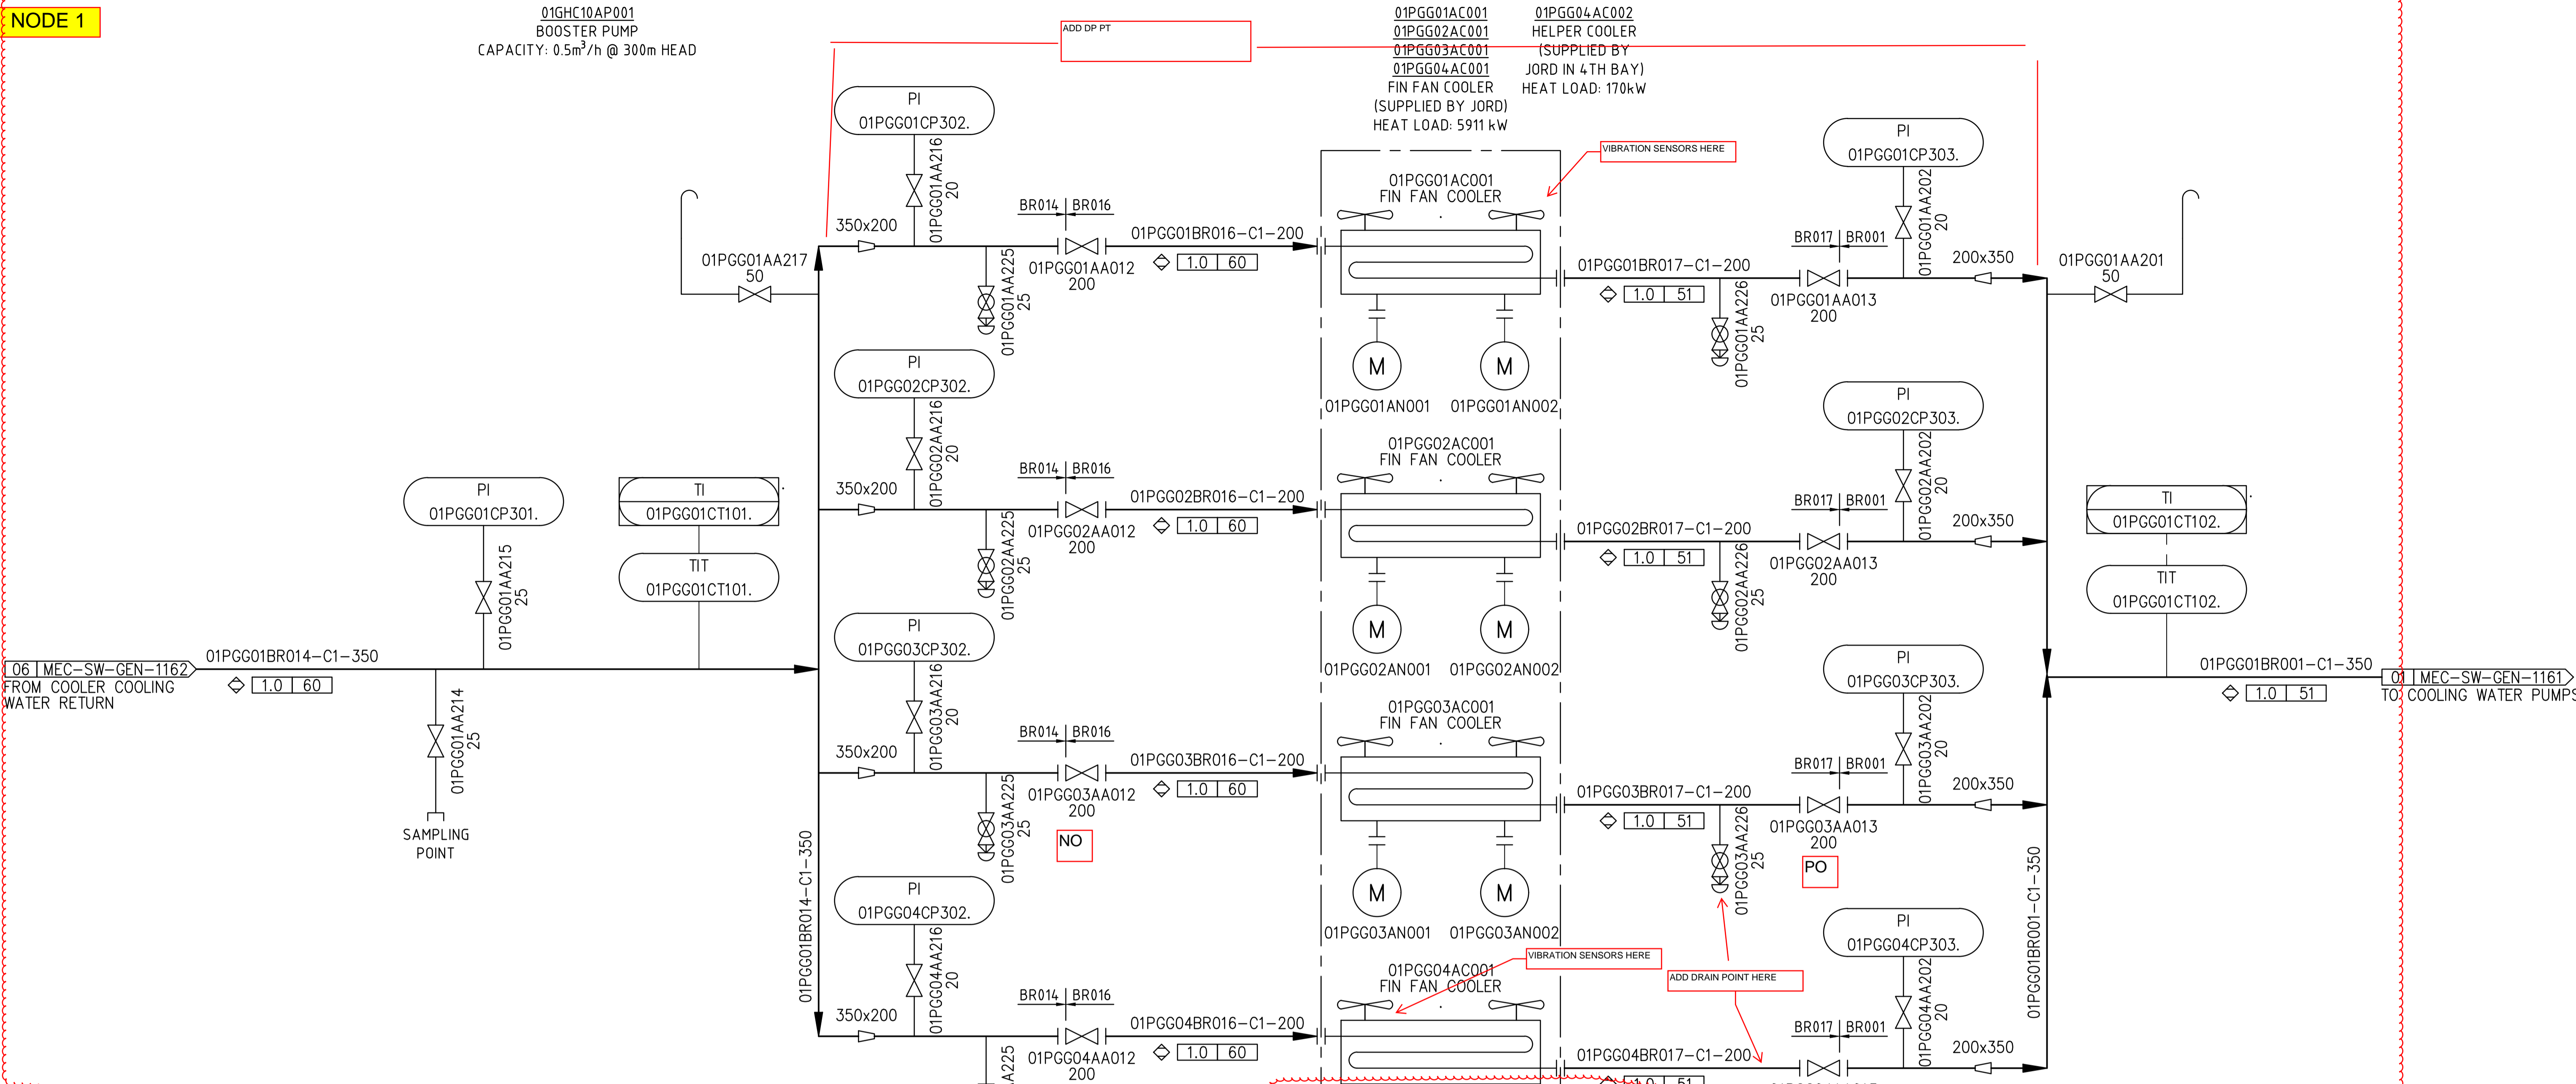 NODE 1
01GHC10AP001
BOOSTER PUMP
CAPACITY: 0.5m³/h @ 300m HEAD
ADD DP PT
01PGG01AC001
01PGG02AC001
01PGG03AC001
01PGG04AC001
FIN FAN COOLER
(SUPPLIED BY JORD)
HEAT LOAD: 5911 kW
01PGG04AC002
HELPER COOLER
(SUPPLIED BY
JORD IN 4TH BAY)
HEAT LOAD: 170kW
VIBRATION SENSORS HERE
PI
01PGG01CP302.
01PGG01AA216
20
350x200
01PGG01AA217
50
01PGG01AA225
25
BR014
BR016
01PGG01AA012
200
01PGG01BR016-C1-200
1.0
60
01PGG01AC001
FIN FAN COOLER
M
M
01PGG01AN001
01PGG01AN002
01PGG01BR017-C1-200
1.0
51
01PGG01AA226
25
BR017
BR001
01PGG01AA013
200
PI
01PGG01CP303.
01PGG01AA202
20
200x350
01PGG01AA201
50
PI
01PGG02CP302.
01PGG02AA216
20
350x200
01PGG02AA225
25
BR014
BR016
01PGG02AA012
200
01PGG02BR016-C1-200
1.0
60
01PGG02AC001
FIN FAN COOLER
M
M
01PGG02AN001
01PGG02AN002
01PGG02BR017-C1-200
1.0
51
01PGG02AA226
25
BR017
BR001
01PGG02AA013
200
PI
01PGG02CP303.
01PGG02AA202
20
200x350
PI
01PGG01CP301.
01PGG01AA215
25
TI
01PGG01CT101.
TIT
01PGG01CT101.
06
MEC-SW-GEN-1162
FROM COOLER COOLING
WATER RETURN
01PGG01BR014-C1-350
1.0
60
01PGG01AA214
25
SAMPLING
POINT
TI
01PGG01CT102.
TIT
01PGG01CT102.
01PGG01BR001-C1-350
1.0
51
01
MEC-SW-GEN-1161
TO COOLING WATER PUMPS
PI
01PGG03CP302.
01PGG03AA216
20
350x200
01PGG03AA225
25
BR014
BR016
01PGG03AA012
200
NO
01PGG03BR016-C1-200
1.0
60
01PGG03AC001
FIN FAN COOLER
M
M
01PGG03AN001
01PGG03AN002
01PGG03BR017-C1-200
1.0
51
01PGG03AA226
25
BR017
BR001
01PGG03AA013
200
PO
PI
01PGG03CP303.
01PGG03AA202
20
200x350
01PGG01BR014-C1-350
01PGG01BR001-C1-350
PI
01PGG04CP302.
01PGG04AA216
20
350x200
A225
BR014
BR016
01PGG04AA012
200
01PGG04BR016-C1-200
1.0
60
01PGG04AC001
FIN FAN COOLER
VIBRATION SENSORS HERE
ADD DRAIN POINT HERE
01PGG04BR017-C1-200
1.0
51
BR017
BR001
PI
01PGG04CP303.
01PGG04AA202
20
200x350